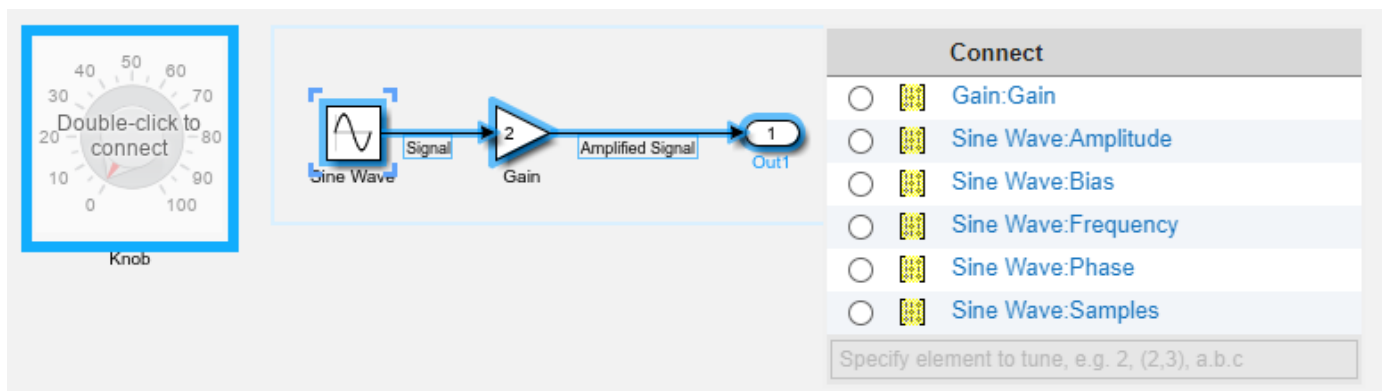 50
40
60
30
70
Double-click to
20
80
connect
10
90
0
100
Knob
Signal
2
Amplified Signal
1
Sine Wave
Gain
Out1
Connect
Gain:Gain
Sine Wave:Amplitude
Sine Wave:Bias
Sine Wave:Frequency
Sine Wave:Phase
Sine Wave:Samples
Specify element to tune, e.g. 2, (2,3), a.b.c